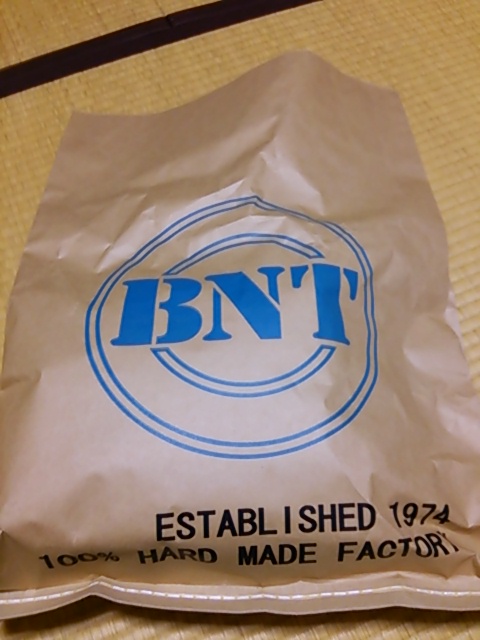 BNT
ESTABLISHED 1974
100% HARD MADE FACTORY